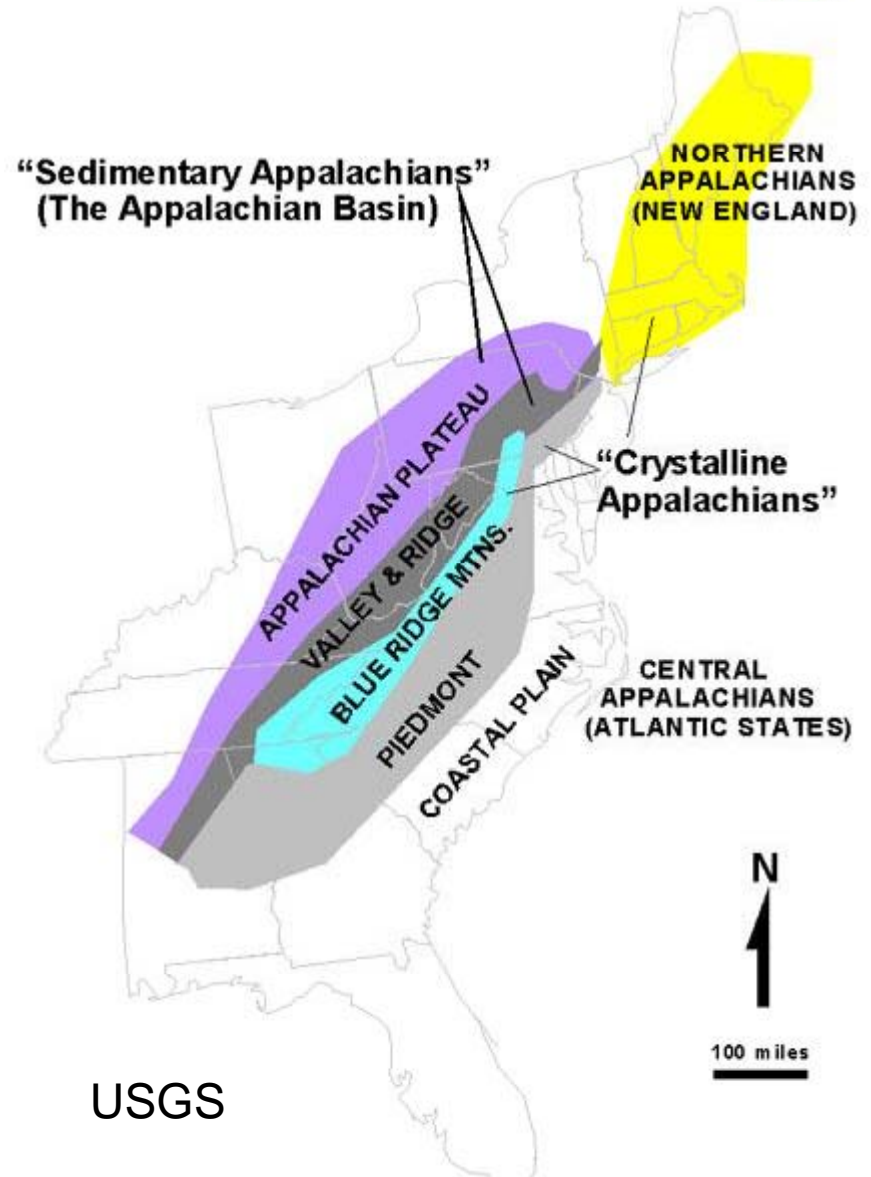 “Sedimentary Appalachians”
(The Appalachian Basin)
NORTHERN
APPALACHIANS
(NEW ENGLAND)
APPALACHIAN PLATEAU
VALLEY & RIDGE
BLUE RIDGE MTNS.
PIEDMONT
COASTAL PLAIN
“Crystalline
Appalachians”
CENTRAL
APPALACHIANS
(ATLANTIC STATES)
N
100 miles
USGS